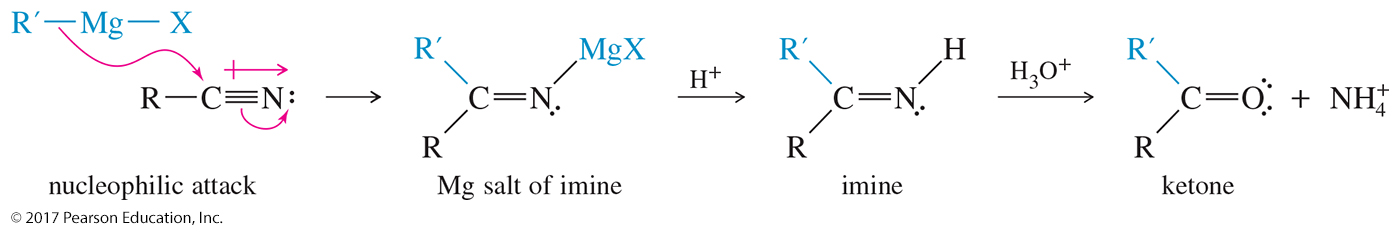 R′—Mg—X
R—C≡N:
nucleophilic attack
R′ MgX
C=N:
R
Mg salt of imine
H⁺
R′ H
C=N:
R
imine
H₃O⁺
R′
C=O: + NH₄⁺
R
ketone
© 2017 Pearson Education, Inc.